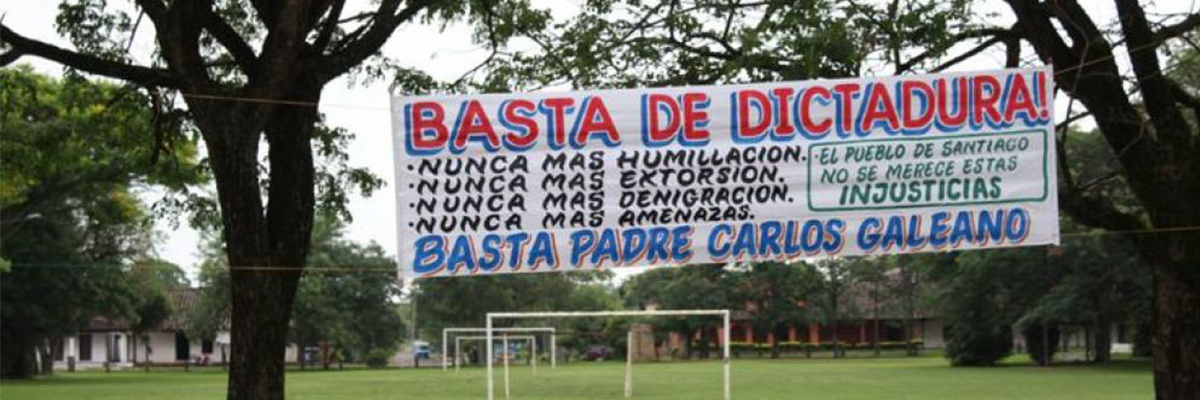 BASTA DE DICTADURA!
·NUNCA MAS HUMILLACION.
·NUNCA MAS EXTORSION.
·NUNCA MAS DENIGRACION.
·NUNCA MAS AMENAZAS.
·EL PUEBLO DE SANTIAGO
NO SE MERECE ESTAS
INJUSTICIAS
BASTA PADRE CARLOS GALEANO